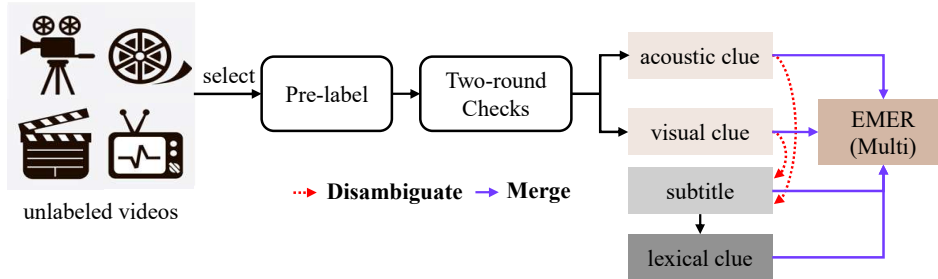 unlabeled videos
select
Pre-label
Two-round
Checks
acoustic clue
visual clue
subtitle
lexical clue
EMER
(Multi)
Disambiguate
Merge